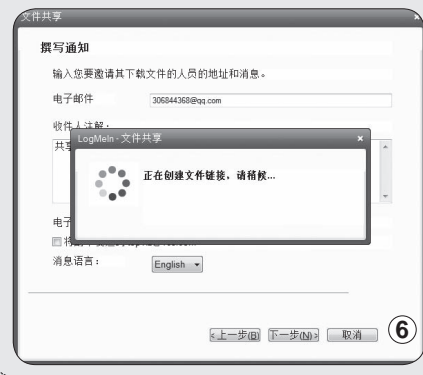 文件共享
撰写通知
输入您要邀请其下载文件的人员的地址和消息。
电子邮件 306844368@qq.com
收件人注解：
LogMeIn - 文件共享
共享
正在创建文件链接，请稍候...
电子
消息语言： English
<上一步(B) 下一步(N)> 取消 6